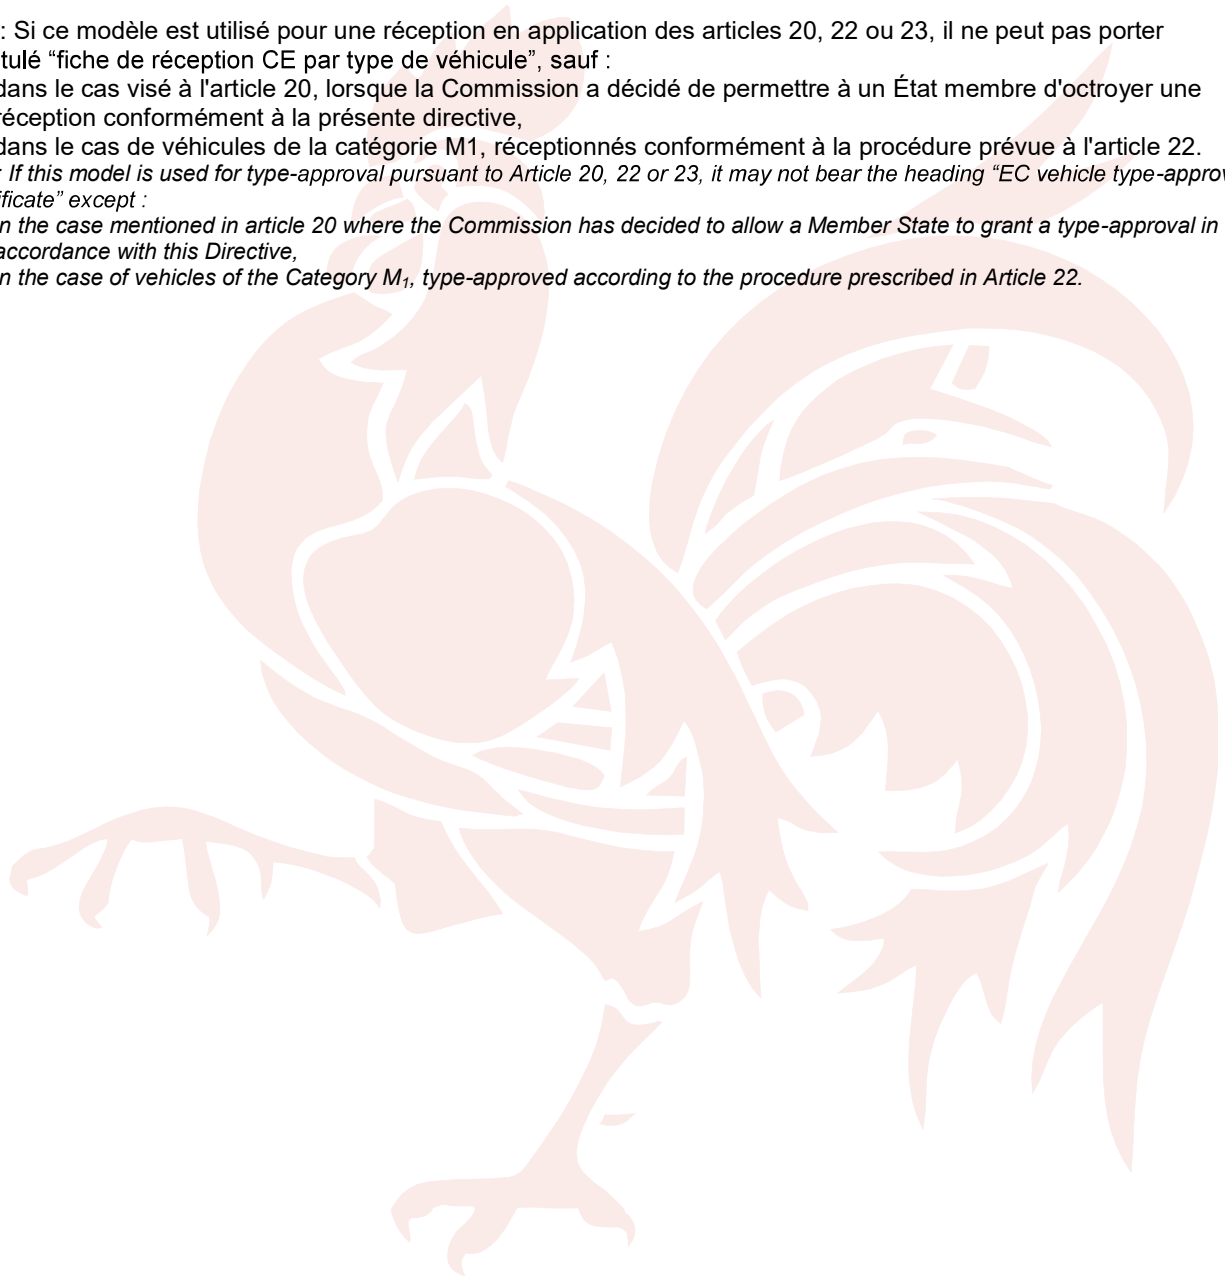 : Si ce modèle est utilisé pour une réception en application des articles 20, 22 ou 23, il ne peut pas porter
tulé “fiche de réception CE par type de véhicule”, sauf :
dans le cas visé à l'article 20, lorsque la Commission a décidé de permettre à un État membre d'octroyer une
réception conformément à la présente directive,
dans le cas de véhicules de la catégorie M1, réceptionnés conformément à la procédure prévue à l'article 22.
: If this model is used for type-approval pursuant to Article 20, 22 or 23, it may not bear the heading “EC vehicle type-approv
ificate” except :
n the case mentioned in article 20 where the Commission has decided to allow a Member State to grant a type-approval in
accordance with this Directive,
n the case of vehicles of the Category M₁, type-approved according to the procedure prescribed in Article 22.